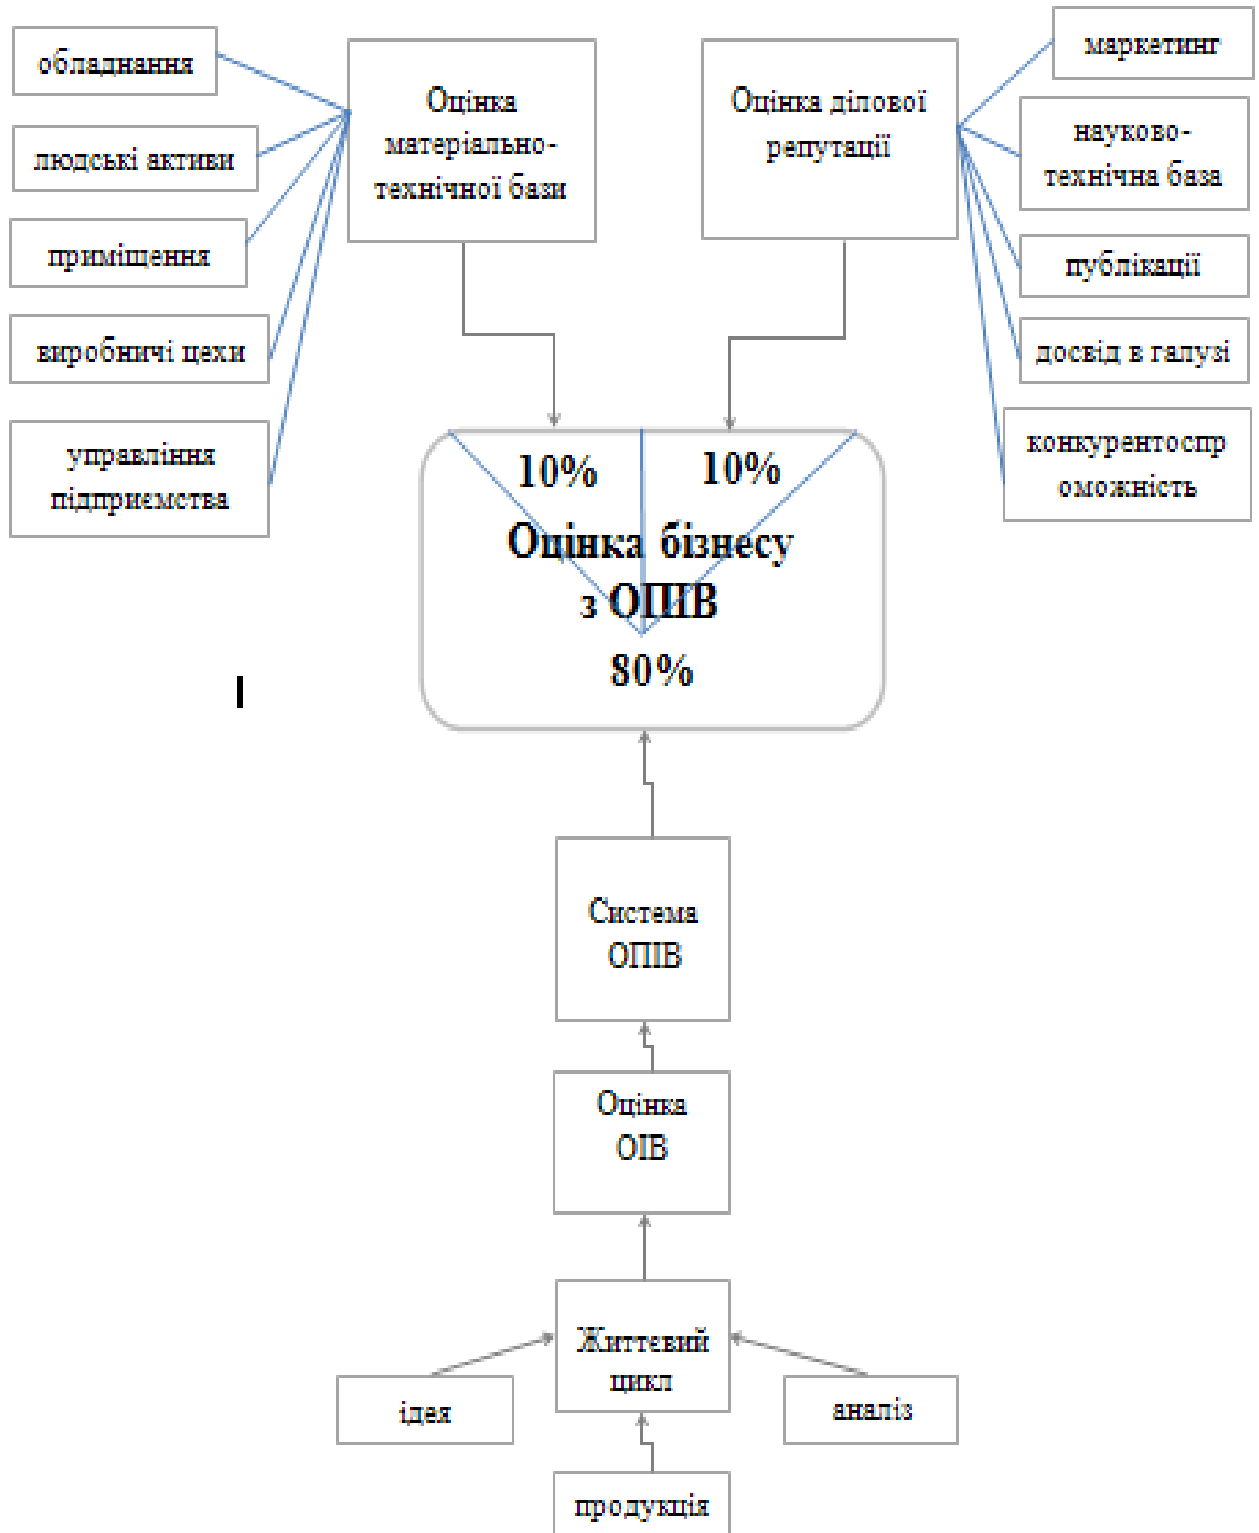 обладнання
людські активи
приміщення
виробничі цехи
управління
підприємства
Оцінка
матеріально-
технічної бази
Оцінка ділової
репутації
маркетинг
науково-
технічна база
публікації
досвід в галузі
конкурентоспр
оможність
10%
10%
Оцінка бізнесу
з ОПИВ
80%
Система
ОПІВ
Оцінка
ОІВ
Життєвий
цикл
ідея
аналіз
продукція